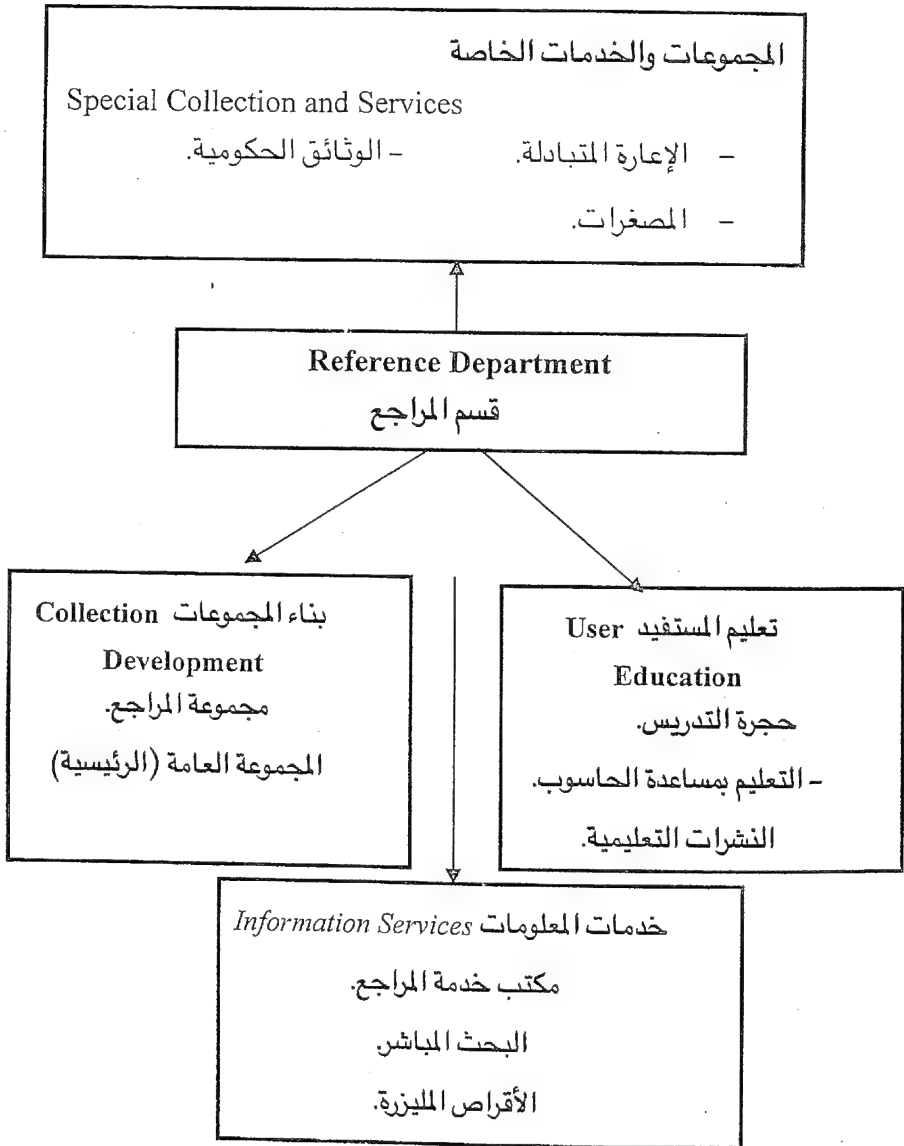 المجموعات والخدمات الخاصة
Special Collection and Services
- الإعارة المتبادلة. - الوثائق الحكومية.
- المصغرات.
Reference Department
قسم المراجع
بناء المجموعات Collection
Development
مجموعة المراجع.
المجموعة العامة (الرئيسية)
تعليم المستفيد User
Education
حجرة التدريس.
- التعليم بمساعدة الحاسوب.
النشرات التعليمية.
خدمات المعلومات Information Services
مكتب خدمة المراجع.
البحث المباشر.
الأقراص المليزرة.